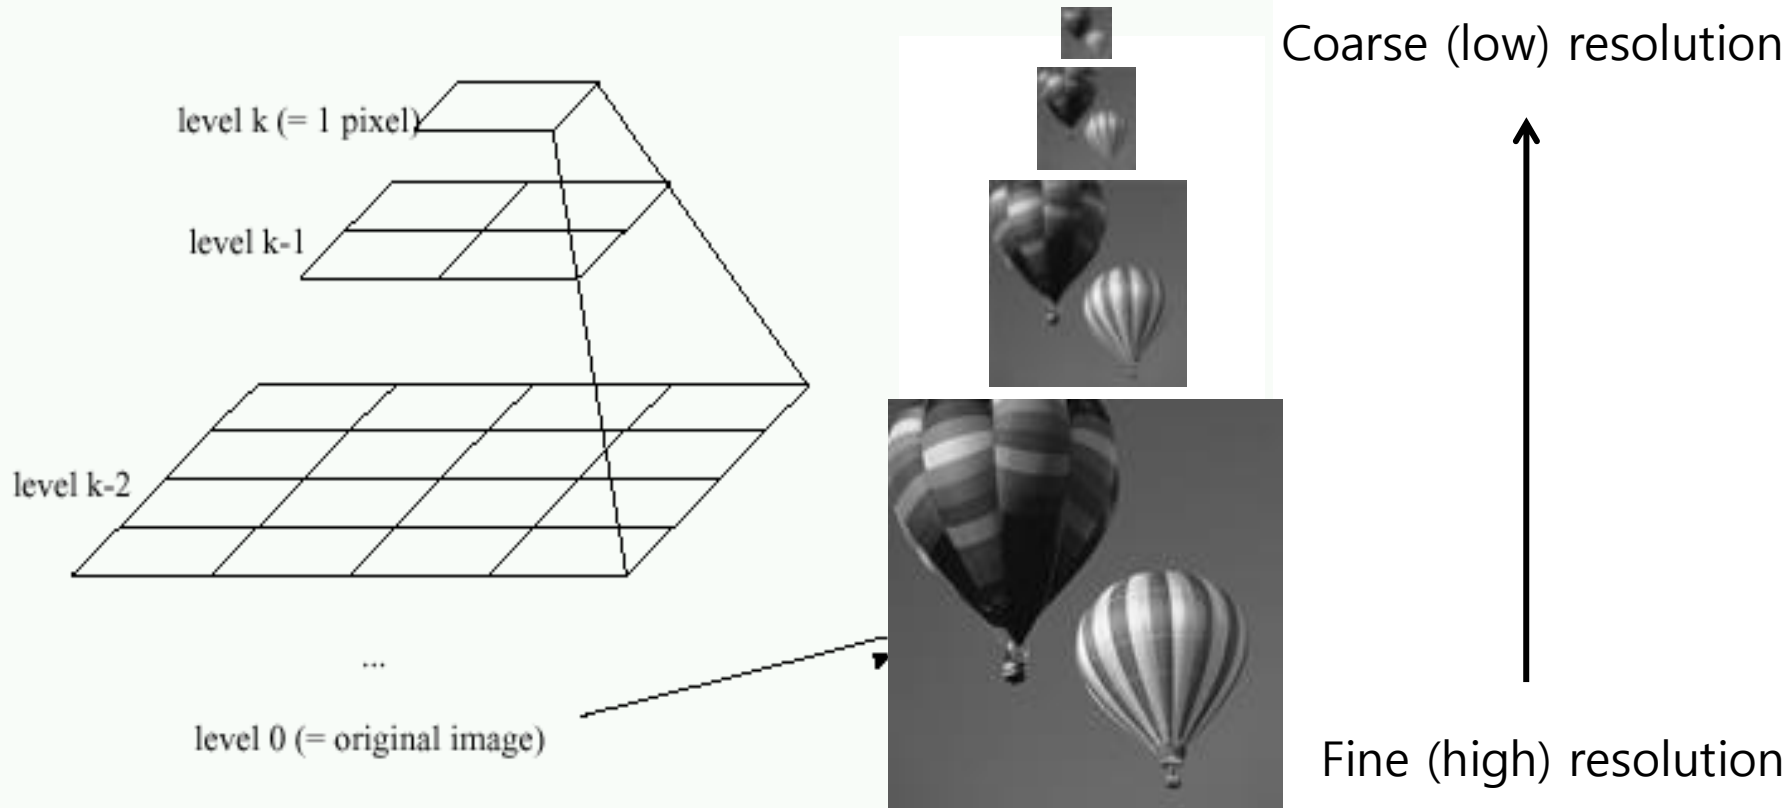 Coarse (low) resolution
level k (= 1 pixel)
level k-1
level k-2
...
level 0 (= original image)
Fine (high) resolution